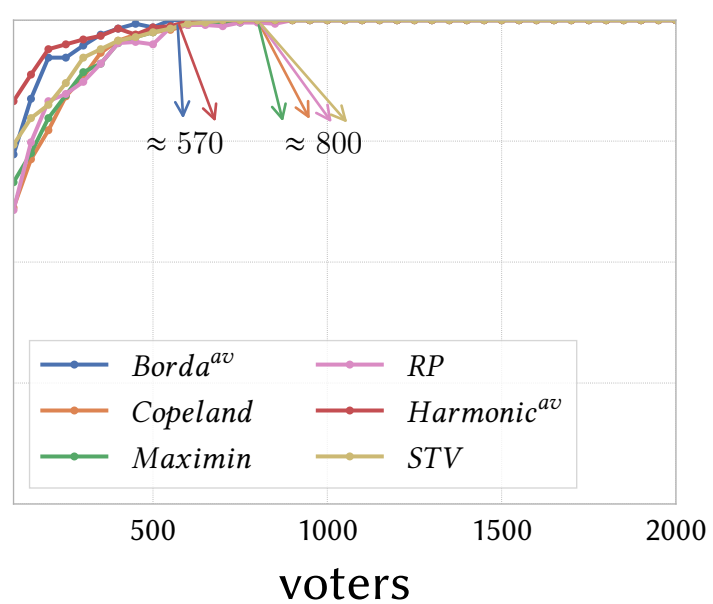 ≈ 570 ≈ 800
Borda^av RP
Copeland Harmonic^av
Maximin STV
500 1000 1500 2000
voters